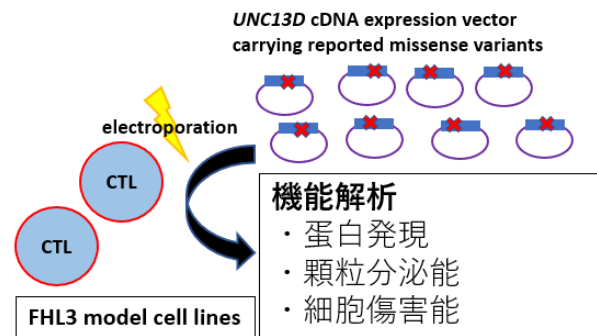 UNC13D cDNA expression vector
carrying reported missense variants
electroporation
CTL
CTL
機能解析
・蛋白発現
・顆粒分泌能
・細胞傷害能
FHL3 model cell lines